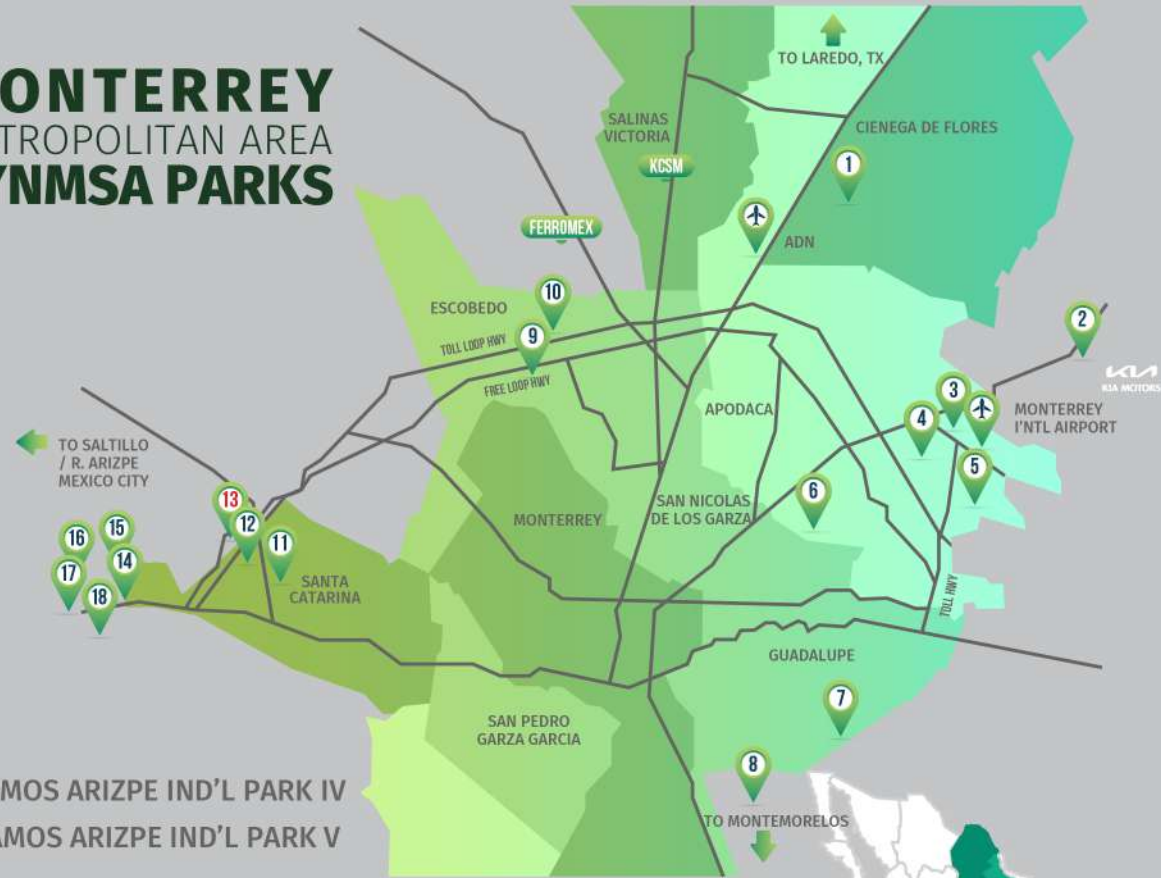 ONTERREY
TROPOLITAN AREA
YNMSA PARKS
TO LAREDO, TX
SALINAS
VICTORIA
CIENEGA DE FLORES
KCSM
1
FERROMEX
ADN
ESCOBEDO
10
9
TOLL LOOP HWY
FREE LOOP HWY
2
KIA
KIA MOTORS
3
4
MONTERREY
I'NTL AIRPORT
APODACA
5
TO SALTILLO
/ R. ARIZPE
MEXICO CITY
6
SAN NICOLAS
DE LOS GARZA
MONTERREY
13
12
11
16
15
14
17
18
SANTA
CATARINA
TOLL HWY
GUADALUPE
7
SAN PEDRO
GARZA GARCIA
8
MOS ARIZPE IND'L PARK IV
AMOS ARIZPE IND'L PARK V
TO MONTEMORELOS